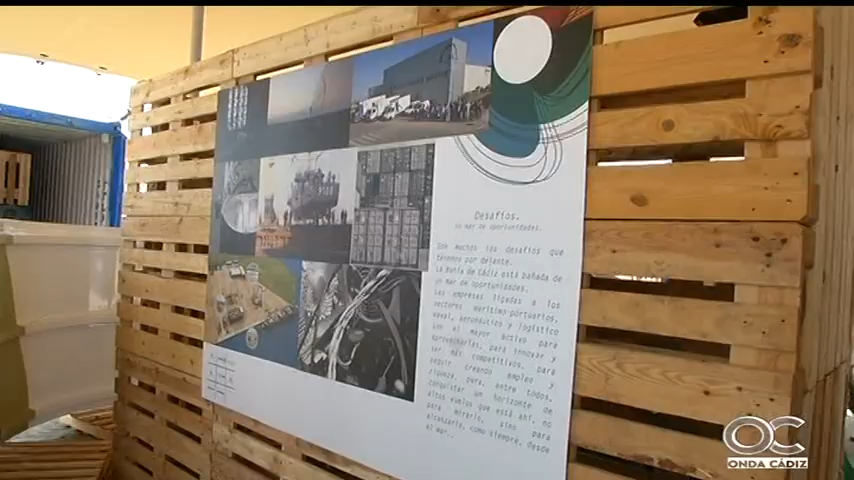 Desafíos.
un mar de oportunidades.
Son muchos los desafíos que
tenemos por delante.
La Bahía de Cádiz está bañada de
un mar de oportunidades.
Las empresas ligadas a los
sectores marítimo-portuarios,
naval, aeronáutico y logístico
son el mayor activo para
aprovecharlas, para innovar y
ser más competitivos, para
seguir creando empleo y
riqueza, para, entre todos,
conquistar un horizonte de
altos vuelos que está ahí, no
para mirarlo, sino para
alcanzarlo, como siempre, desde
el mar...
OC
ONDA CÁDIZ